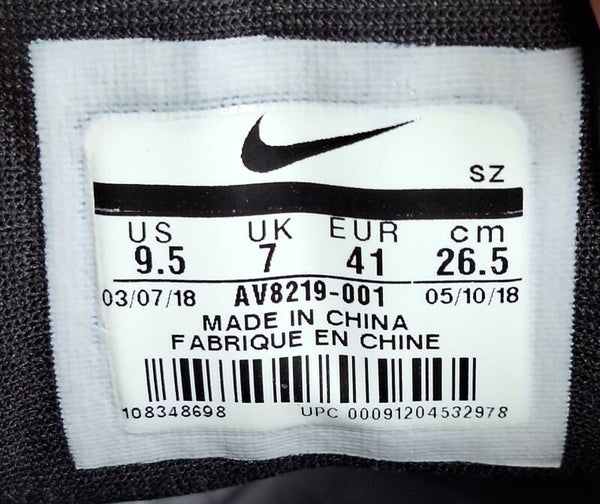 SZ
US UK EUR cm
9.5 7 41 26.5
03/07/18 AV8219-001 05/10/18
MADE IN CHINA
FABRIQUE EN CHINE
108348698 UPC 00091204532978